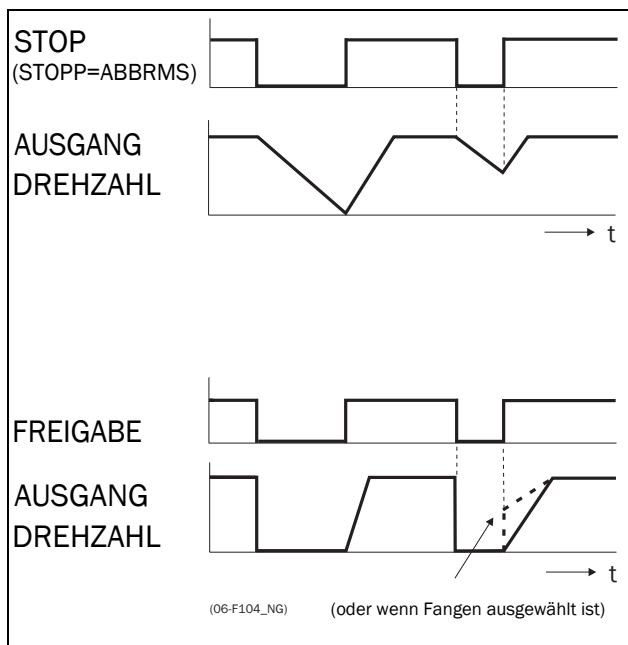 STOP
(STOPP=ABBRMS)
AUSGANG
DREHZAHL
t
FREIGABE
AUSGANG
DREHZAHL
t
(06-F104_NG)
(oder wenn Fangen ausgewählt ist)